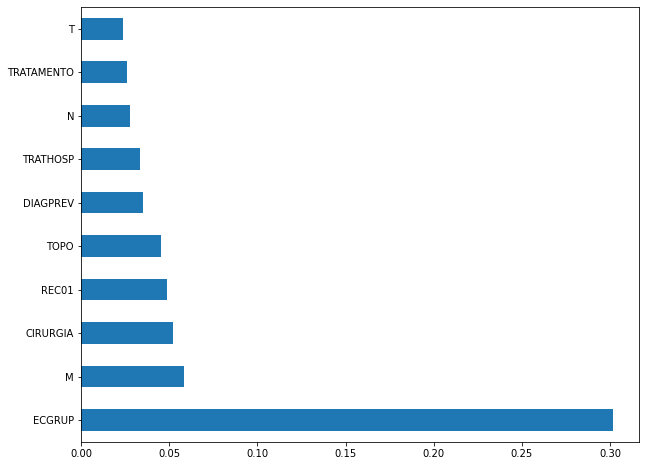 T
TRATAMENTO
N
TRATHOSP
DIAGPREV
TOPO
REC01
CIRURGIA
M
ECGRUP
0.00 0.05 0.10 0.15 0.20 0.25 0.30